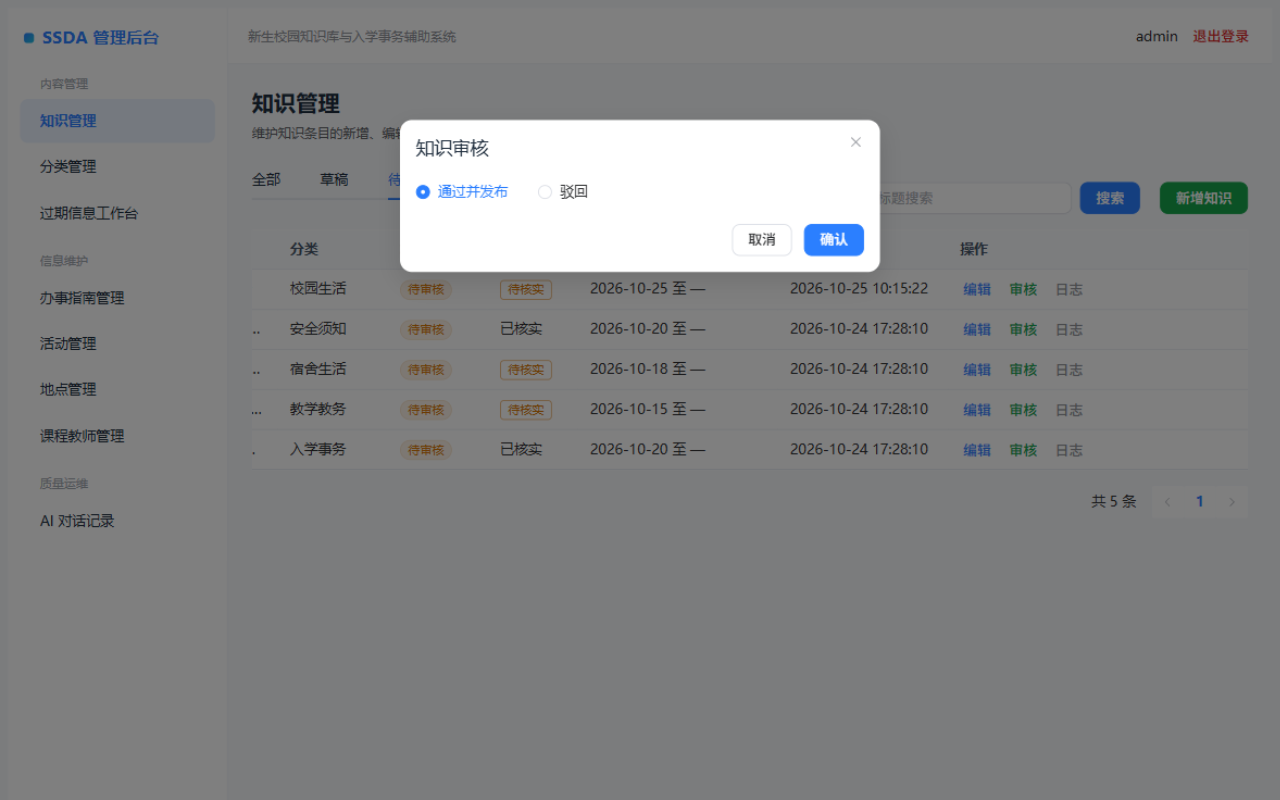 SSDA 管理后台
新生校园知识库与入学事务辅助系统
admin 退出登录
内容管理
知识管理
分类管理
过期信息工作台
信息维护
办事指南管理
活动管理
地点管理
课程教师管理
质量运维
AI 对话记录
知识管理
维护知识条目的新增、编
全部 草稿 待
标题搜索 搜索 新增知识
知识审核
通过并发布 驳回
取消 确认
分类 操作
校园生活 待审核 待核实 2026-10-25 至 — 2026-10-25 10:15:22 编辑 审核 日志
... 安全须知 待审核 已核实 2026-10-20 至 — 2026-10-24 17:28:10 编辑 审核 日志
... 宿舍生活 待审核 待核实 2026-10-18 至 — 2026-10-24 17:28:10 编辑 审核 日志
... 教学教务 待审核 待核实 2026-10-15 至 — 2026-10-24 17:28:10 编辑 审核 日志
. 入学事务 待审核 已核实 2026-10-20 至 — 2026-10-24 17:28:10 编辑 审核 日志
共 5 条 1